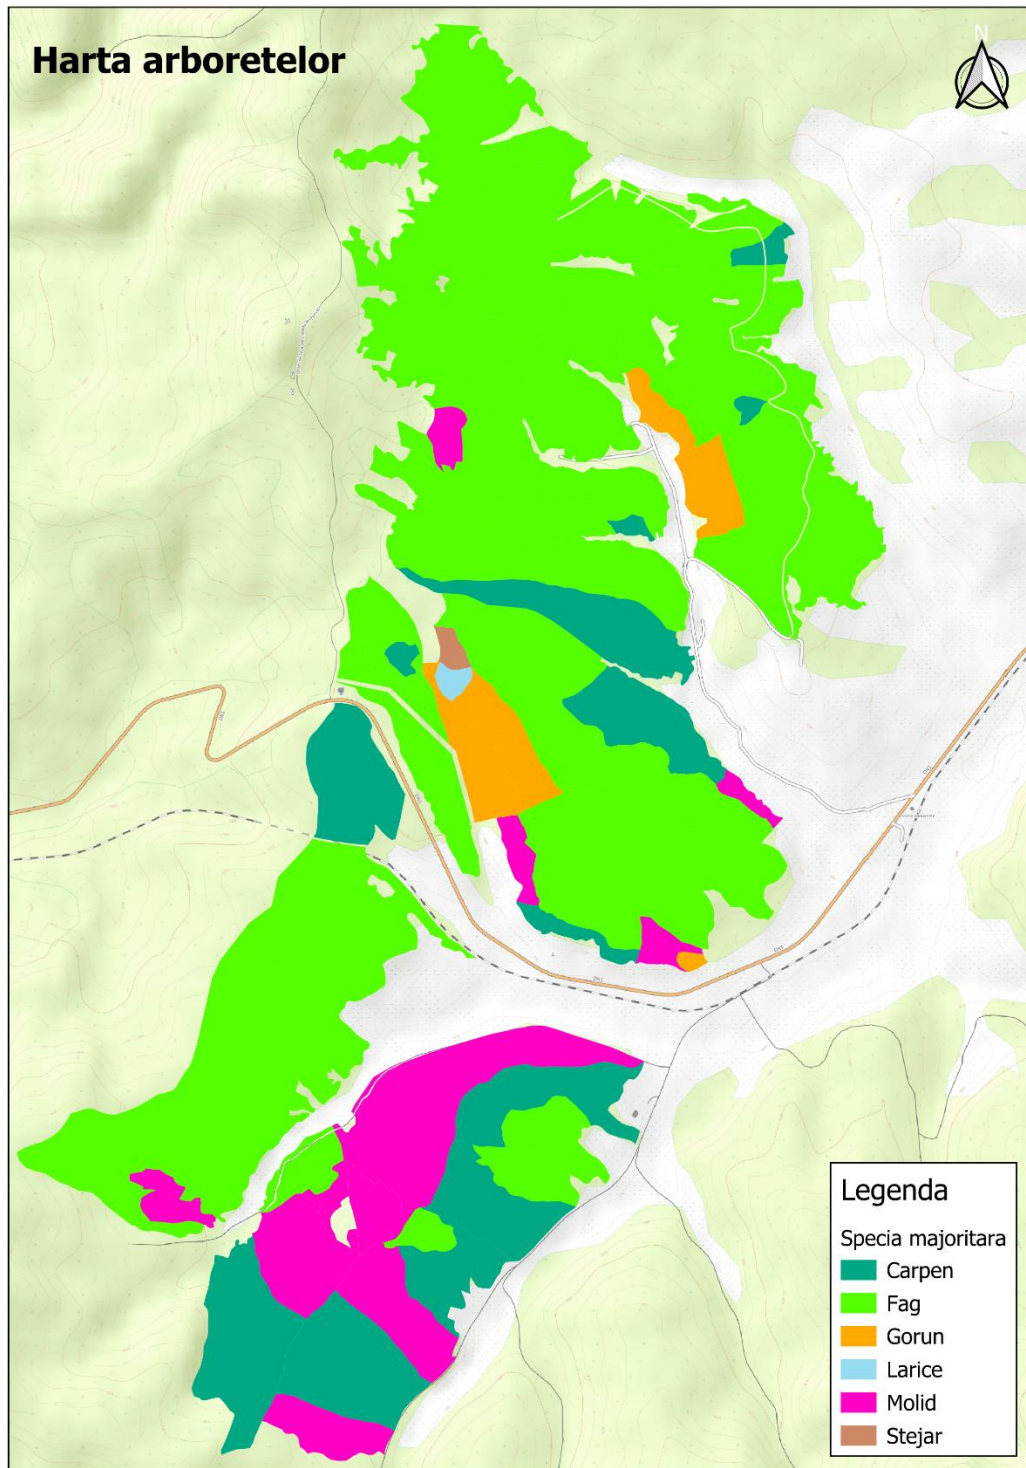 Harta arboretelor
N
Legenda
Specia majoritara
Carpen
Fag
Gorun
Larice
Molid
Stejar